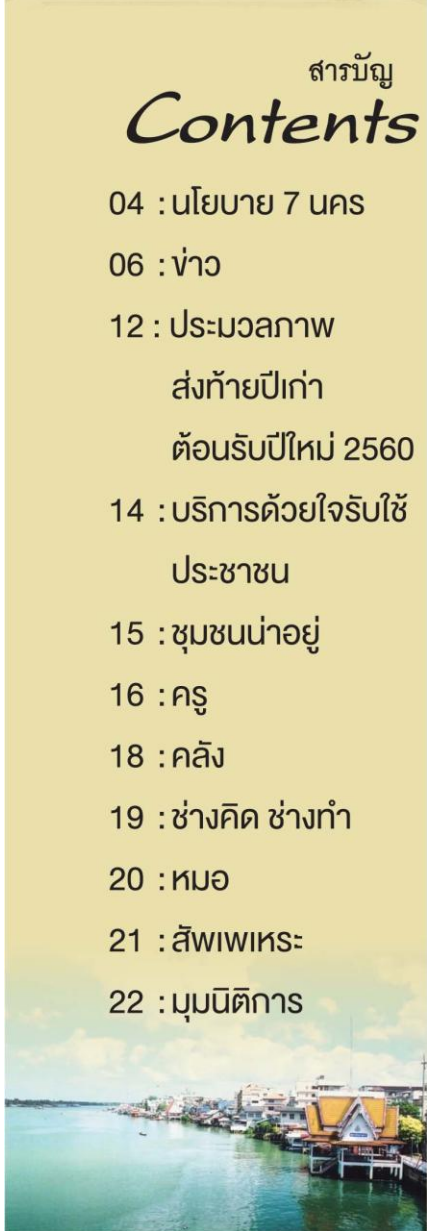 สารบัญ
Contents
04 : นโยบาย 7 นคร
06 : ข่าว
12 : ประมวลภาพ
ส่งท้ายปีเก่า
ต้อนรับปีใหม่ 2560
14 : บริการด้วยใจรับใช้
ประชาชน
15 : ชุมชนน่าอยู่
16 : ครู
18 : คลัง
19 : ช่างคิด ช่างทำ
20 : หมอ
21 : สัพเพเหระ
22 : มุมนิติการ